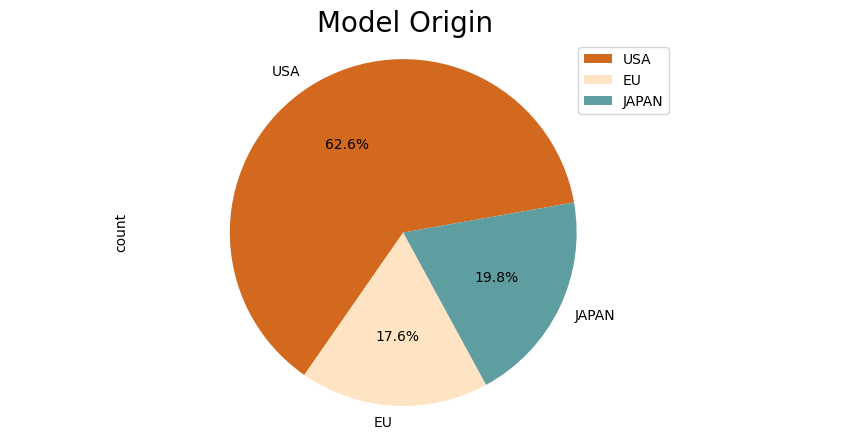 Model Origin
USA
USA
EU
JAPAN
62.6%
count
19.8%
JAPAN
17.6%
EU